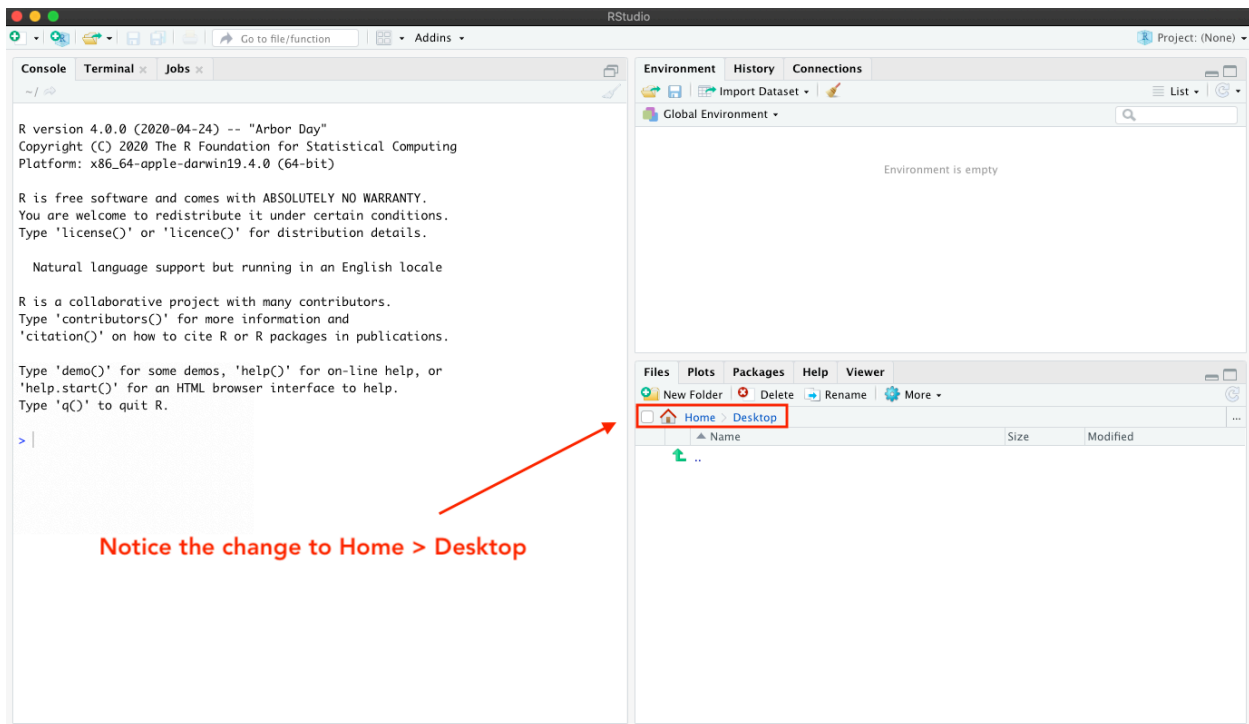 RStudio
Go to file/function
Addins
Project: (None)
Console Terminal Jobs
~/
R version 4.0.0 (2020-04-24) -- "Arbor Day"
Copyright (C) 2020 The R Foundation for Statistical Computing
Platform: x86_64-apple-darwin19.4.0 (64-bit)
R is free software and comes with ABSOLUTELY NO WARRANTY.
You are welcome to redistribute it under certain conditions.
Type 'license()' or 'licence()' for distribution details.
Natural language support but running in an English locale
R is a collaborative project with many contributors.
Type 'contributors()' for more information and
'citation()' on how to cite R or R packages in publications.
Type 'demo()' for some demos, 'help()' for on-line help, or
'help.start()' for an HTML browser interface to help.
Type 'q()' to quit R.
>
Notice the change to Home > Desktop
Environment History Connections
Import Dataset
List
Global Environment
Environment is empty
Files Plots Packages Help Viewer
New Folder Delete Rename More
Home Desktop
...
Name Size Modified
..